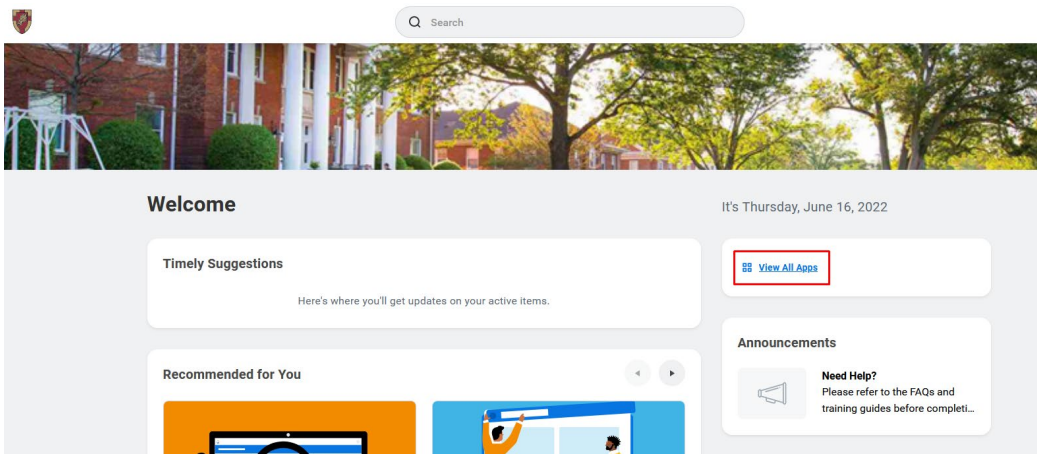 Search
Welcome
It's Thursday, June 16, 2022
Timely Suggestions
Here's where you'll get updates on your active items.
View All Apps
Recommended for You
Announcements
Need Help?
Please refer to the FAQs and
training guides before completi...